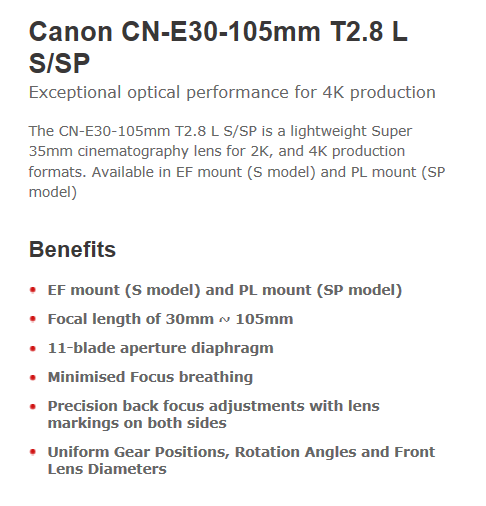 Canon CN-E30-105mm T2.8 L
S/SP
Exceptional optical performance for 4K production
The CN-E30-105mm T2.8 L S/SP is a lightweight Super
35mm cinematography lens for 2K, and 4K production
formats. Available in EF mount (S model) and PL mount (SP
model)
Benefits
• EF mount (S model) and PL mount (SP model)
• Focal length of 30mm ~ 105mm
• 11-blade aperture diaphragm
• Minimised Focus breathing
• Precision back focus adjustments with lens
markings on both sides
• Uniform Gear Positions, Rotation Angles and Front
Lens Diameters